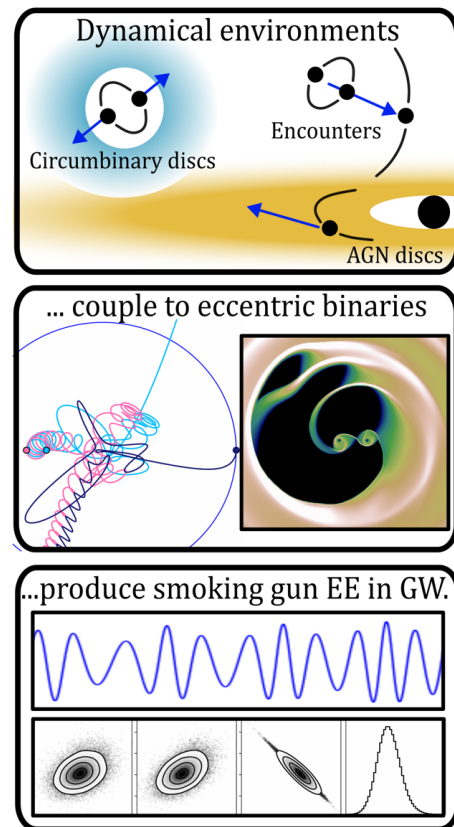 Dynamical environments
Encounters
Circumbinary discs
AGN discs
... couple to eccentric binaries
...produce smoking gun EE in GW.